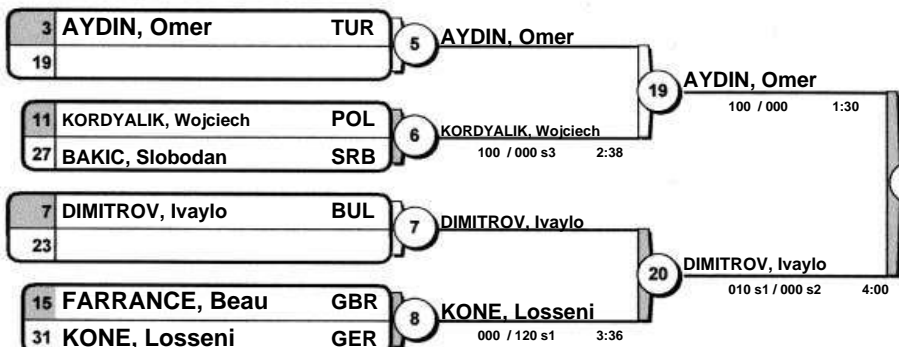 3 AYDIN, Omer TUR
19
5 AYDIN, Omer
19 AYDIN, Omer
100 / 000 1:30
11 KORDYALIK, Wojciech POL
27 BAKIC, Slobodan SRB
6 KORDYALIK, Wojciech
100 / 000 s3 2:38
7 DIMITROV, Ivaylo BUL
23
7 DIMITROV, Ivaylo
20 DIMITROV, Ivaylo
010 s1 / 000 s2 4:00
15 FARRANCE, Beau GBR
31 KONE, Losseni GER
8 KONE, Losseni
000 / 120 s1 3:36